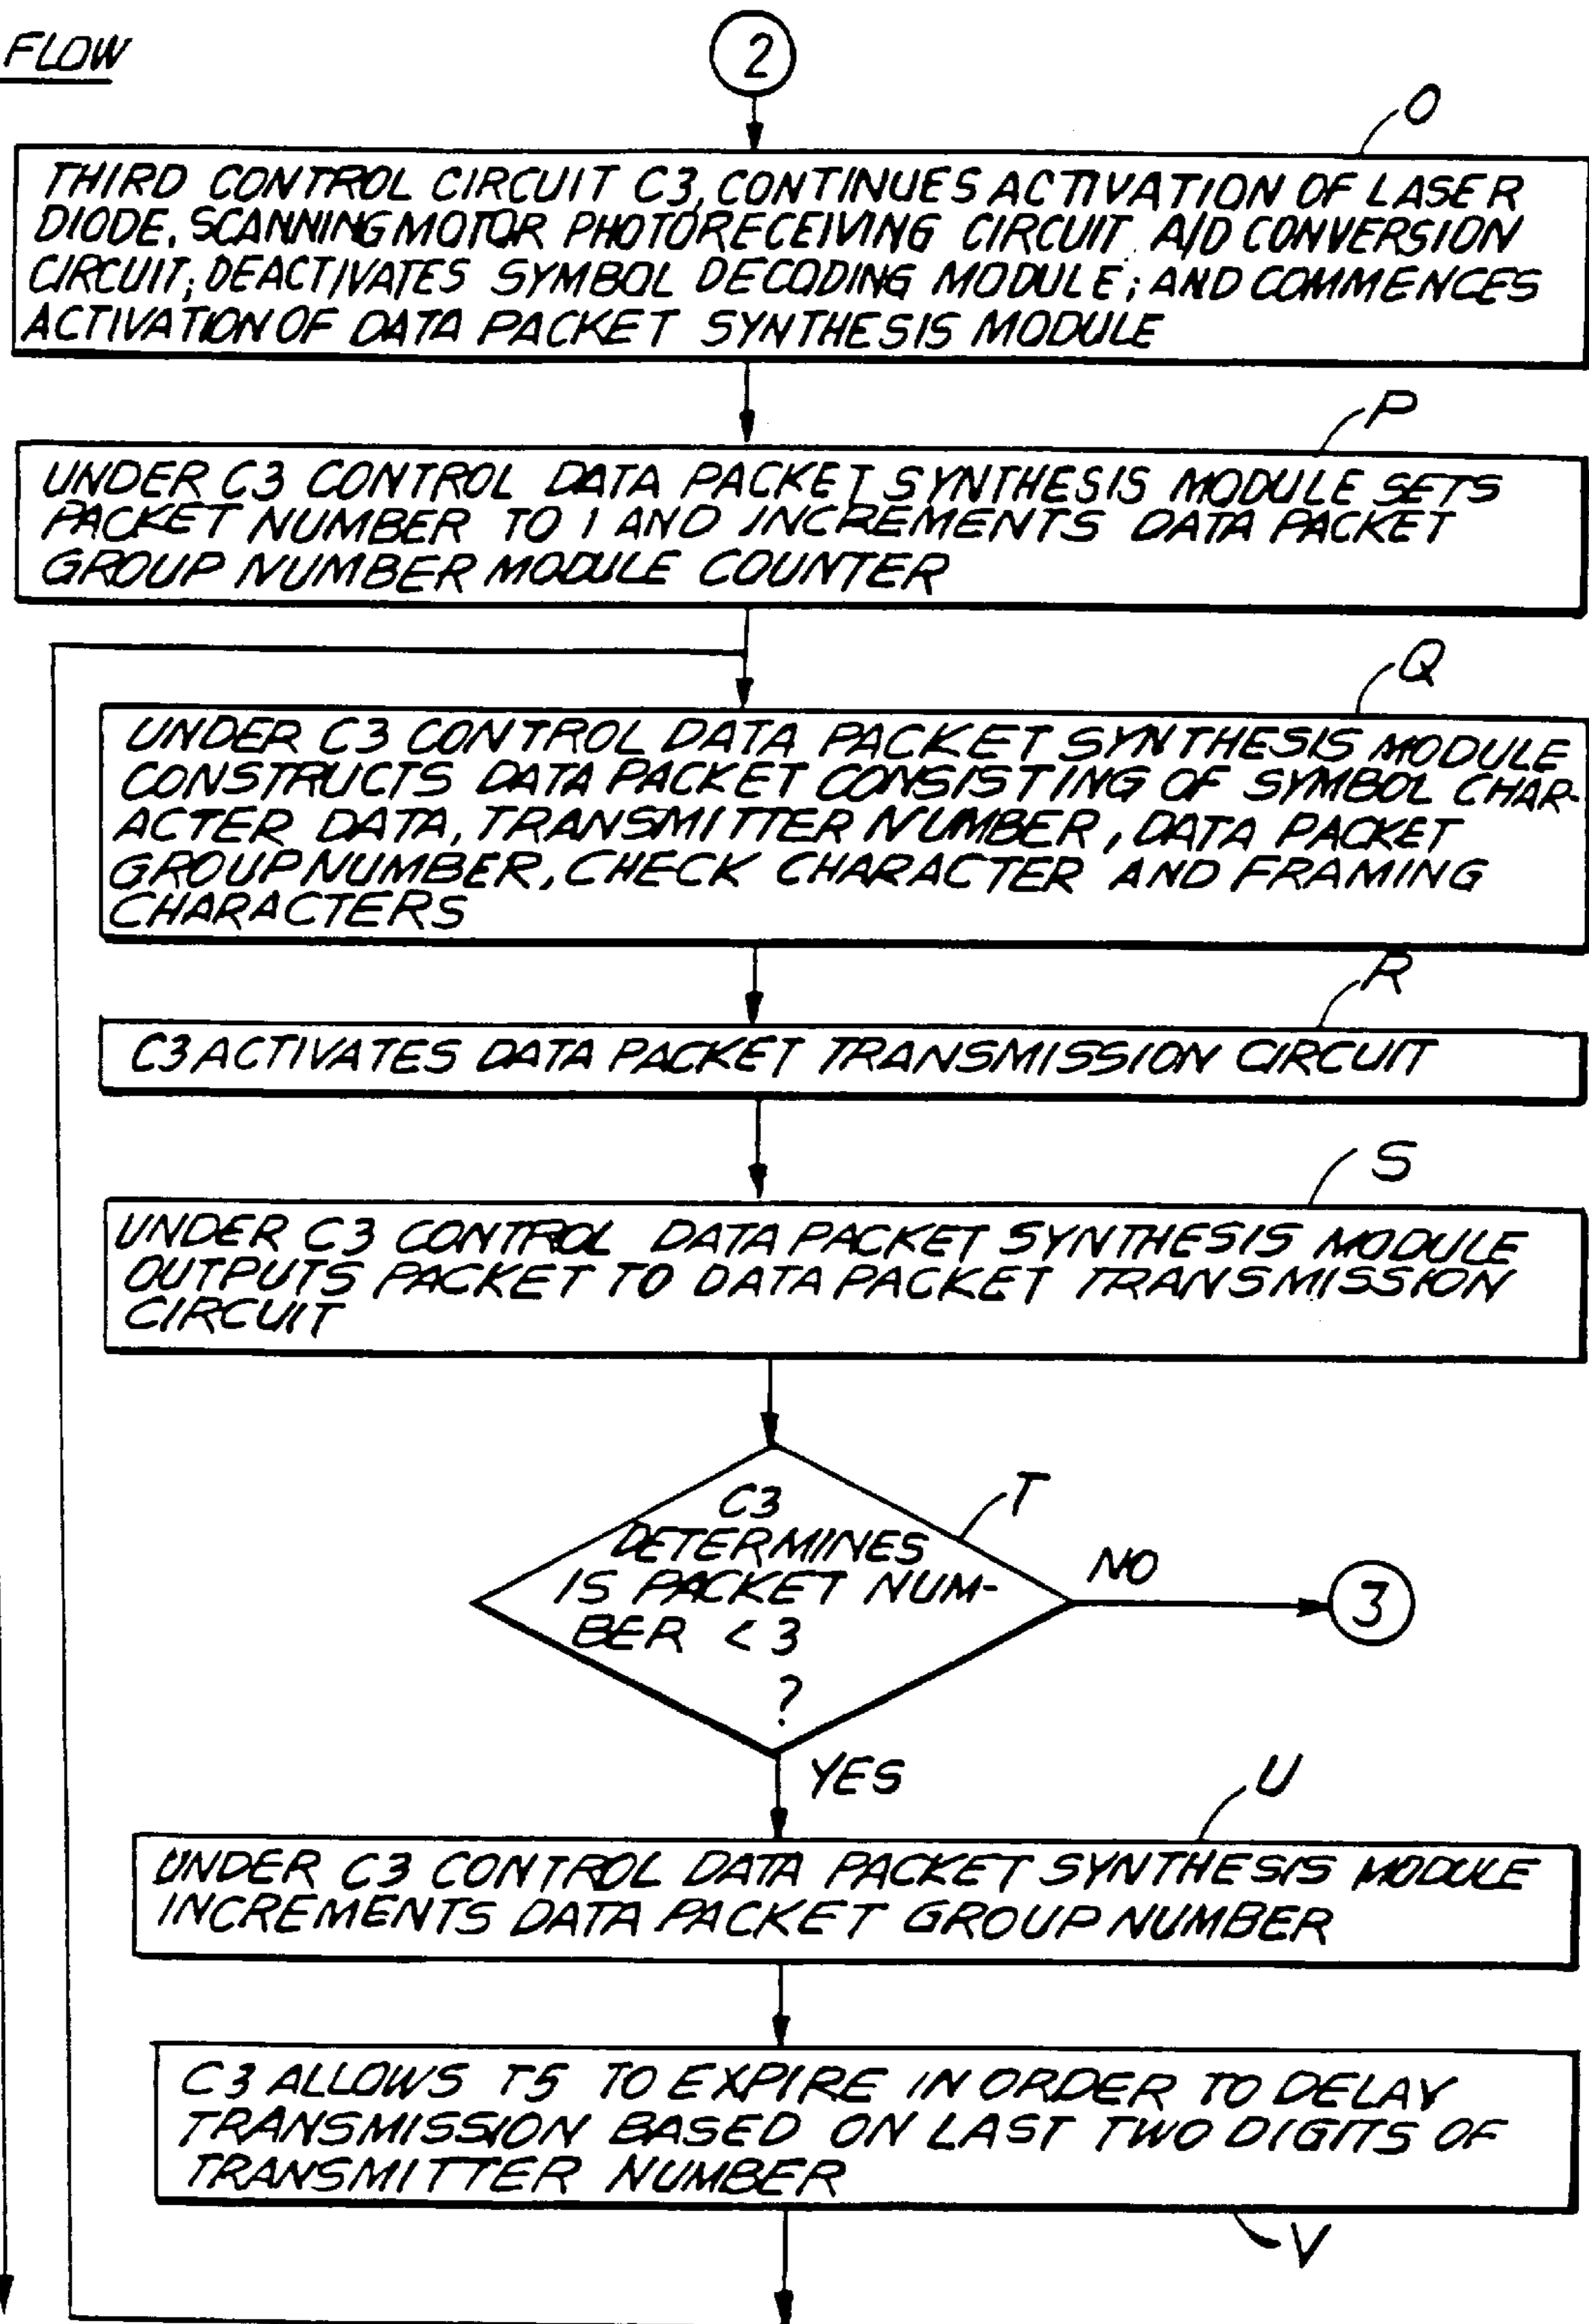 FLOW
2
O
THIRD CONTROL CIRCUIT C3, CONTINUES ACTIVATION OF LASER
DIODE, SCANNING MOTOR PHOTORECEIVING CIRCUIT, A/D CONVERSION
CIRCUIT; DEACTIVATES SYMBOL DECODING MODULE; AND COMMENCES
ACTIVATION OF DATA PACKET SYNTHESIS MODULE
P
UNDER C3 CONTROL DATA PACKET SYNTHESIS MODULE SETS
PACKET NUMBER TO 1 AND INCREMENTS DATA PACKET
GROUP NUMBER MODULE COUNTER
Q
UNDER C3 CONTROL DATA PACKET SYNTHESIS MODULE
CONSTRUCTS DATA PACKET CONSISTING OF SYMBOL CHAR-
ACTER DATA, TRANSMITTER NUMBER, DATA PACKET
GROUP NUMBER, CHECK CHARACTER AND FRAMING
CHARACTERS
R
C3 ACTIVATES DATA PACKET TRANSMISSION CIRCUIT
S
UNDER C3 CONTROL DATA PACKET SYNTHESIS MODULE
OUTPUTS PACKET TO DATA PACKET TRANSMISSION
CIRCUIT
T
C3
DETERMINES
IS PACKET NUM-
BER < 3
?
NO
3
YES
U
UNDER C3 CONTROL DATA PACKET SYNTHESIS MODULE
INCREMENTS DATA PACKET GROUP NUMBER
C3 ALLOWS T5 TO EXPIRE IN ORDER TO DELAY
TRANSMISSION BASED ON LAST TWO DIGITS OF
TRANSMITTER NUMBER
V